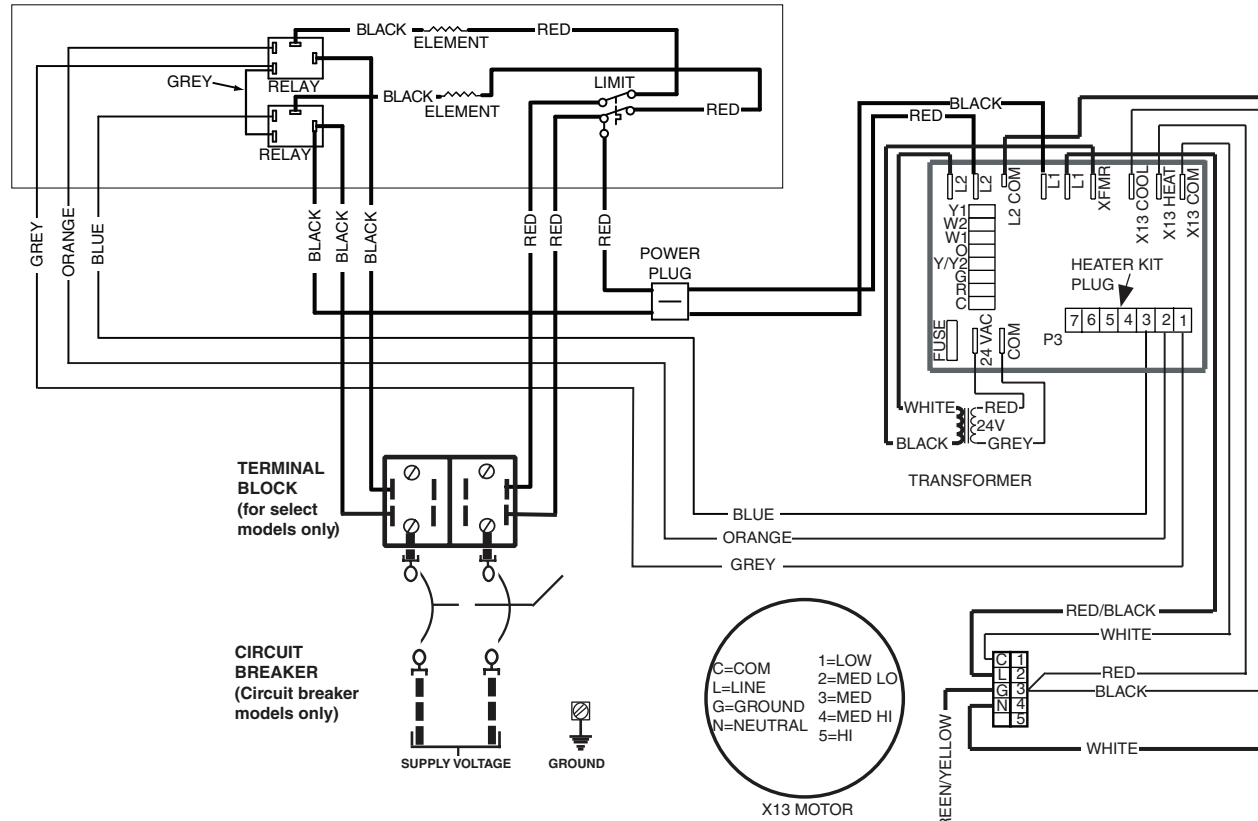 BLACK
RED
ELEMENT
GREY
RELAY
BLACK
ELEMENT
LIMIT
RED
RELAY
BLACK
RED
GREY
ORANGE
BLUE
BLACK
BLACK
BLACK
RED
RED
RED
POWER
PLUG
L2
L2
L2 COM
L1
L1
XFMR
X13 COOL
X13 HEAT
X13 COM
Y1
W2
W1
O
Y/Y2
G
R
C
HEATER KIT
PLUG
7 6 5 4 3 2 1
P3
FUSE
24 VAC
COM
WHITE
RED
24V
BLACK
GREY
TRANSFORMER
TERMINAL
BLOCK
(for select
models only)
BLUE
ORANGE
GREY
CIRCUIT
BREAKER
(Circuit breaker
models only)
SUPPLY VOLTAGE
GROUND
C=COM
L=LINE
G=GROUND
N=NEUTRAL
1=LOW
2=MED LO
3=MED
4=MED HI
5=HI
X13 MOTOR
RED/BLACK
WHITE
C 1
L 2
G 3
N 4
5
RED
BLACK
WHITE
REEN/YELLOW